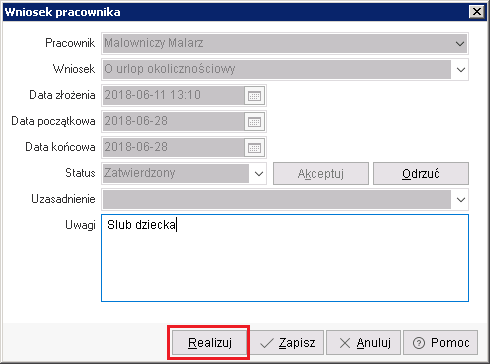 Wniosek pracownika
Pracownik Malowniczy Malarz
Wniosek O urlop okolicznościowy
Data złożenia 2018-06-11 13:10
Data początkowa 2018-06-28
Data końcowa 2018-06-28
Status Zatwierdzony Akceptuj Odrzuć
Uzasadnienie
Uwagi Slub dziecka
Realizuj Zapisz Anuluj Pomoc